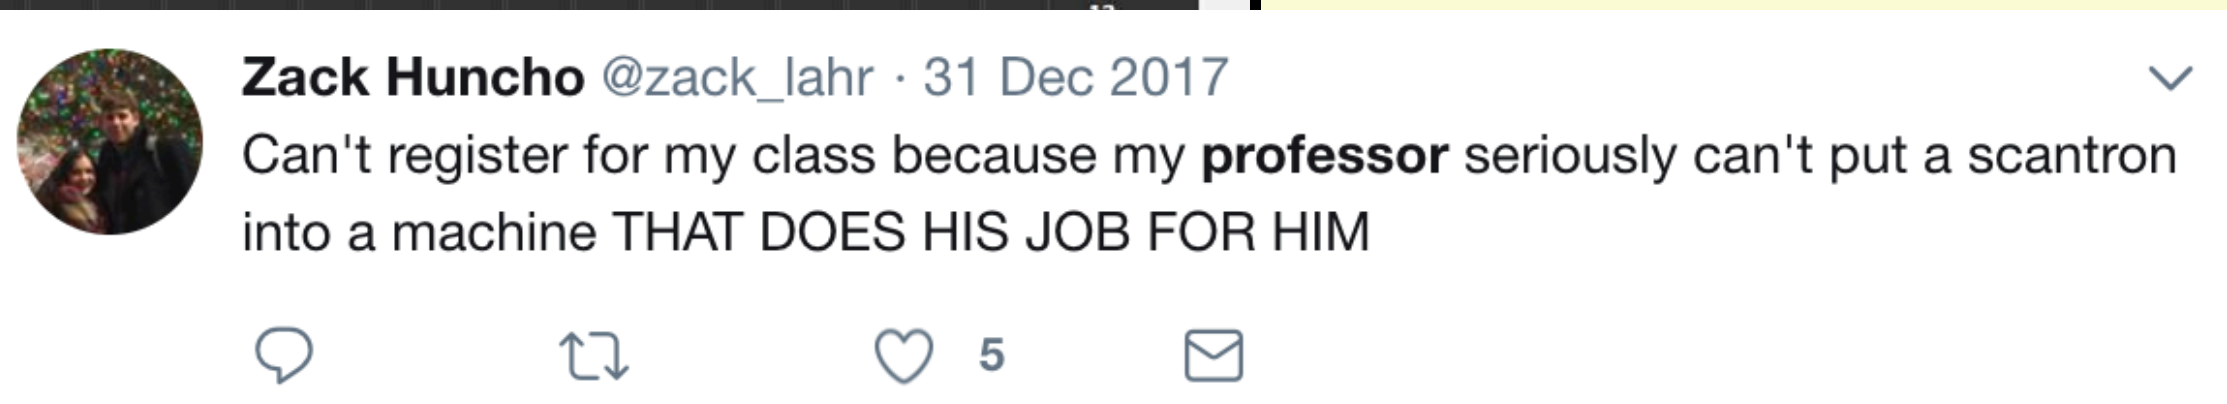 Zack Huncho @zack_lahr · 31 Dec 2017
Can't register for my class because my professor seriously can't put a scantron
into a machine THAT DOES HIS JOB FOR HIM
5